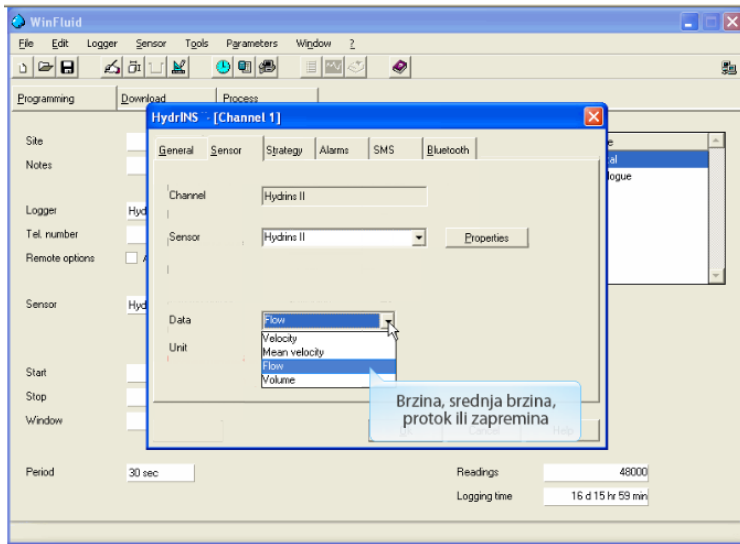 WinFluid
File Edit Logger Sensor Tools Parameters Window ?
Programming Download Process
HydrINS - [Channel 1]
General Sensor Strategy Alarms SMS Bluetooth
Site
Notes
Channel Hydrins II
Logger Hyd
Tel. number
Sensor Hydrins II Properties
Remote options
Sensor Hyd
Data Flow
Velocity
Unit
Mean velocity
Flow
Volume
Start
Stop
Window
Brzina, srednja brzina,
protok ili zapremina
Help
Period 30 sec
Readings 48000
Logging time 16 d 15 hr 59 min